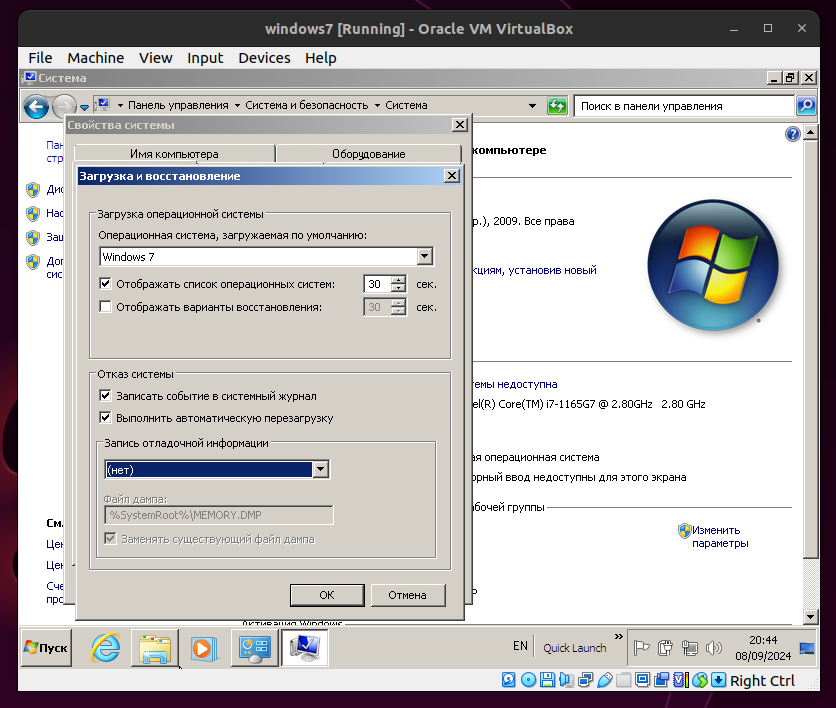 windows7 [Running] - Oracle VM VirtualBox
File Machine View Input Devices Help
Система
Панель управления Система и безопасность Система
Поиск в панели управления
Свойства системы
Имя компьютера
Оборудование
компьютере
Загрузка и восстановление
Загрузка операционной системы
Операционная система, загружаемая по умолчанию:
Windows 7
Отображать список операционных систем:
30
сек.
Отображать варианты восстановления:
30
сек.
Отказ системы
Записать событие в системный журнал
Выполнить автоматическую перезагрузку
Запись отладочной информации
(нет)
Файл дампа:
%SystemRoot%\MEMORY.DMP
Заменять существующий файл дампа
ОК
Отмена
р.), 2009. Все права
кциям, установив новый
емы недоступна
el(R) Core(TM) i7-1165G7 @ 2.80GHz 2.80 GHz
ая операционная система
орный ввод недоступны для этого экрана
бочей группы
Изменить
параметры
Активация Windows
Пуск
EN
Quick Launch
»
20:44
08/09/2024
Right Ctrl